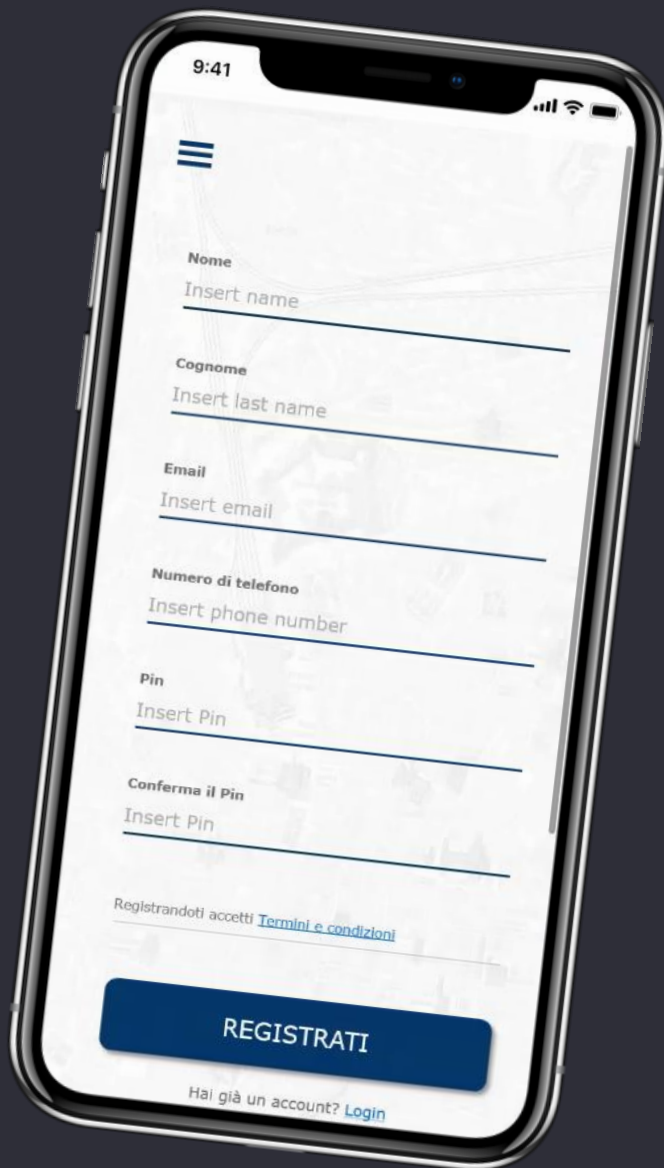 9:41
Nome
Insert name
Cognome
Insert last name
Email
Insert email
Numero di telefono
Insert phone number
Pin
Insert Pin
Conferma il Pin
Insert Pin
Registrandoti accetti Termini e condizioni
REGISTRATI
Hai già un account? Login